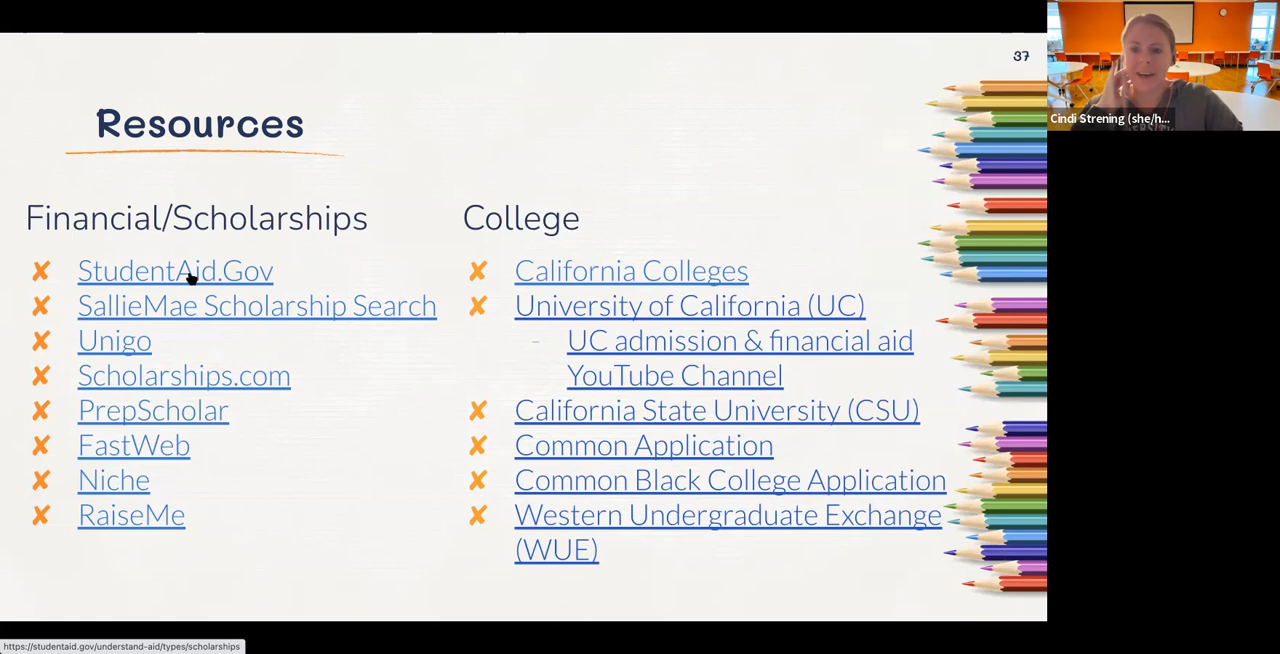 37
Resources
Financial/Scholarships
StudentAid.Gov
SallieMae Scholarship Search
Unigo
Scholarships.com
PrepScholar
FastWeb
Niche
RaiseMe
College
California Colleges
University of California (UC)
- UC admission & financial aid
YouTube Channel
California State University (CSU)
Common Application
Common Black College Application
Western Undergraduate Exchange
(WUE)
Cindi Strening (she/h...
https://studentaid.gov/understand-aid/types/scholarships